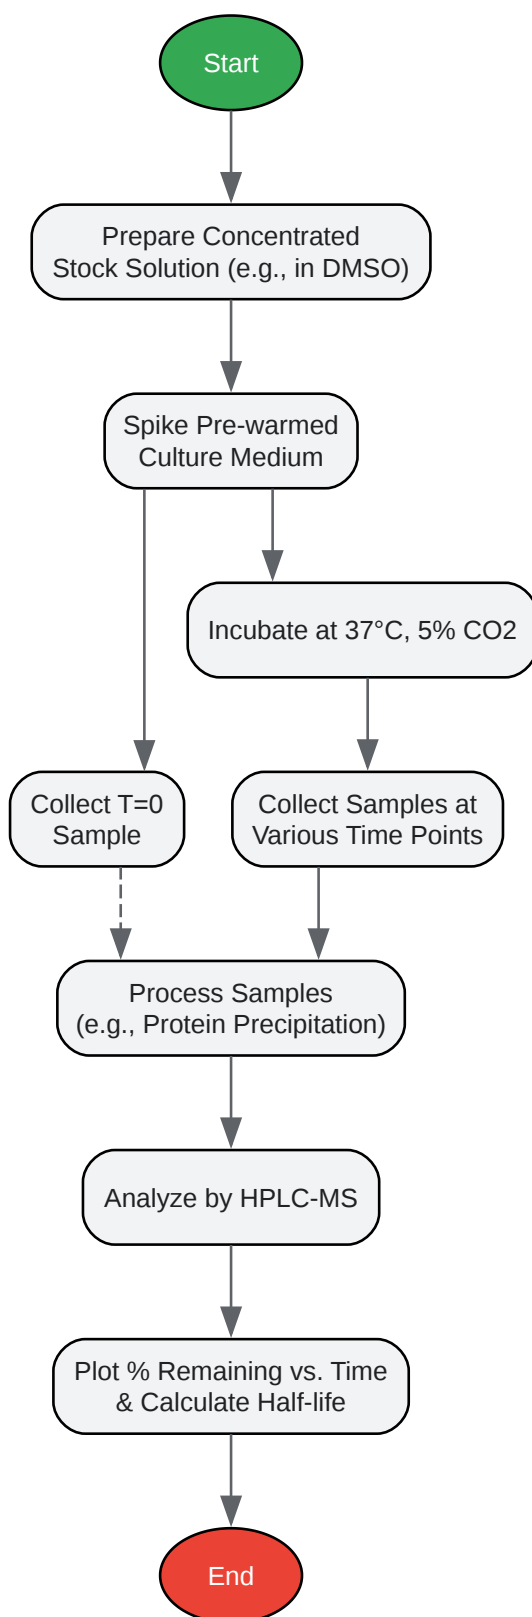 Start
Prepare Concentrated
Stock Solution (e.g., in DMSO)
Spike Pre-warmed
Culture Medium
Incubate at 37°C, 5% CO2
Collect T=0
Sample
Collect Samples at
Various Time Points
Process Samples
(e.g., Protein Precipitation)
Analyze by HPLC-MS
Plot % Remaining vs. Time
& Calculate Half-life
End